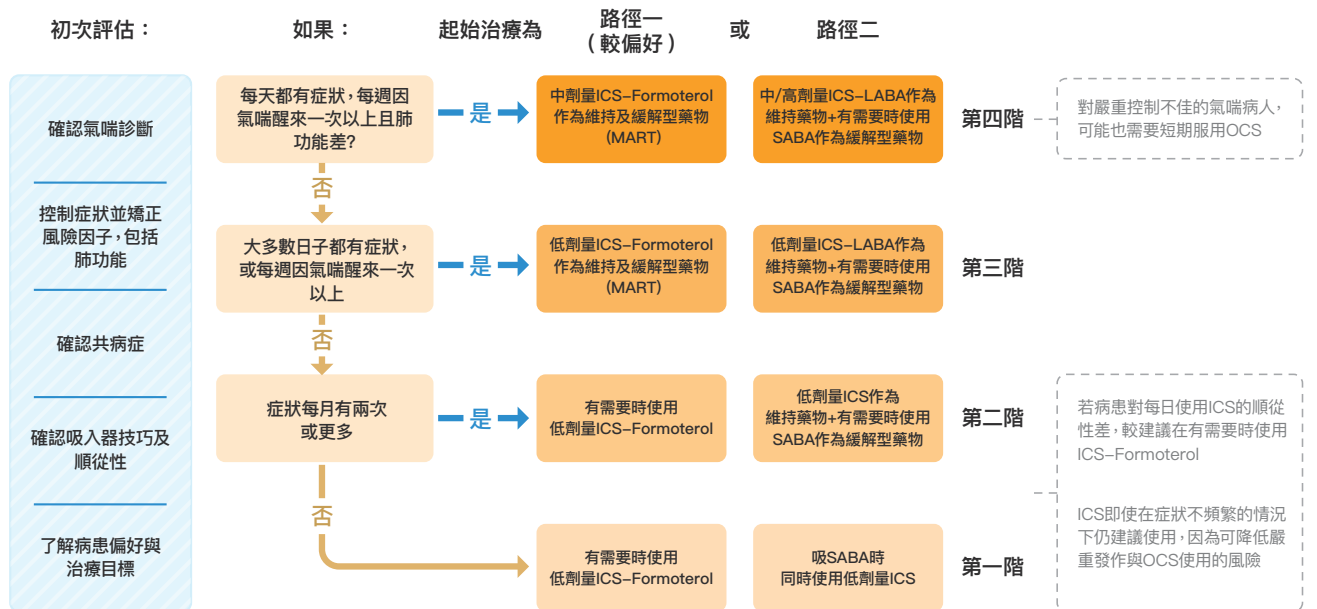 初次評估：
如果：
起始治療為
路徑一
（較偏好）
或
路徑二
確認氣喘診斷
控制症狀並矯正
風險因子，包括
肺功能
確認共病症
確認吸入器技巧及
順從性
了解病患偏好與
治療目標
每天都有症狀，每週因
氣喘醒來一次以上且肺
功能差?
是
中劑量ICS-Formoterol
作為維持及緩解型藥物
(MART)
中/高劑量ICS-LABA作為
維持藥物+有需要時使用
SABA作為緩解型藥物
第四階
對嚴重控制不佳的氣喘病人，
可能也需要短期服用OCS
否
大多數日子都有症狀，
或每週因氣喘醒來一次
以上
是
低劑量ICS-Formoterol
作為維持及緩解型藥物
(MART)
低劑量ICS-LABA作為
維持藥物+有需要時使用
SABA作為緩解型藥物
第三階
否
症狀每月有兩次
或更多
是
有需要時使用
低劑量ICS-Formoterol
低劑量ICS作為
維持藥物+有需要時使用
SABA作為緩解型藥物
第二階
若病患對每日使用ICS的順從
性差，較建議在有需要時使用
ICS-Formoterol
ICS即使在症狀不頻繁的情況
下仍建議使用，因為可降低嚴
重發作與OCS使用的風險
否
有需要時使用
低劑量ICS-Formoterol
吸SABA時
同時使用低劑量ICS
第一階